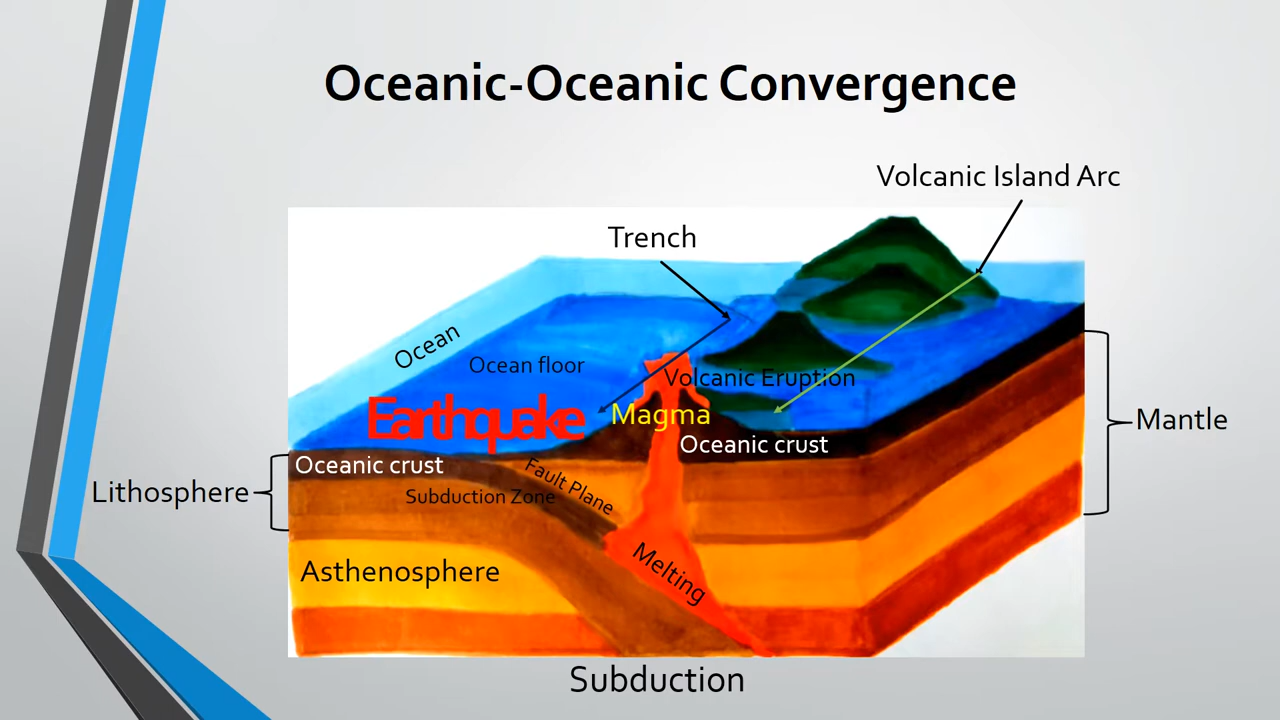 Oceanic-Oceanic Convergence
Volcanic Island Arc
Trench
Ocean
Ocean floor
Volcanic Eruption
Earthquake
Magma
Mantle
Oceanic crust
Oceanic crust
Lithosphere
Fault Plane
Subduction Zone
Asthenosphere
Melting
Subduction